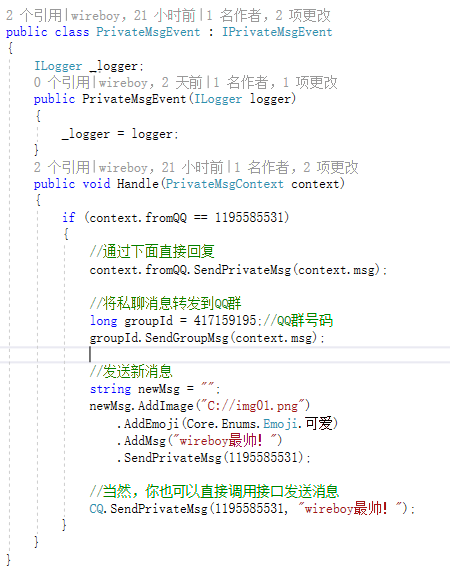 2 个引用|wireboy，21 小时前|1 名作者，2 项更改
public class PrivateMsgEvent : IPrivateMsgEvent
{
ILogger _logger;
0 个引用|wireboy，2 天前|1 名作者，1 项更改
public PrivateMsgEvent(ILogger logger)
{
_logger = logger;
}
2 个引用|wireboy，21 小时前|1 名作者，2 项更改
public void Handle(PrivateMsgContext context)
{
if (context.fromQQ == 1195585531)
{
//通过下面直接回复
context.fromQQ.SendPrivateMsg(context.msg);
//将私聊消息转发到QQ群
long groupId = 417159195;//QQ群号码
groupId.SendGroupMsg(context.msg);
//发送新消息
string newMsg = "";
newMsg.AddImage("C://img01.png")
.AddEmoji(Core.Enums.Emoji.可爱)
.AddMsg("wireboy最帅！")
.SendPrivateMsg(1195585531);
//当然，你也可以直接调用接口发送消息
CQ.SendPrivateMsg(1195585531, "wireboy最帅！");
}
}
}